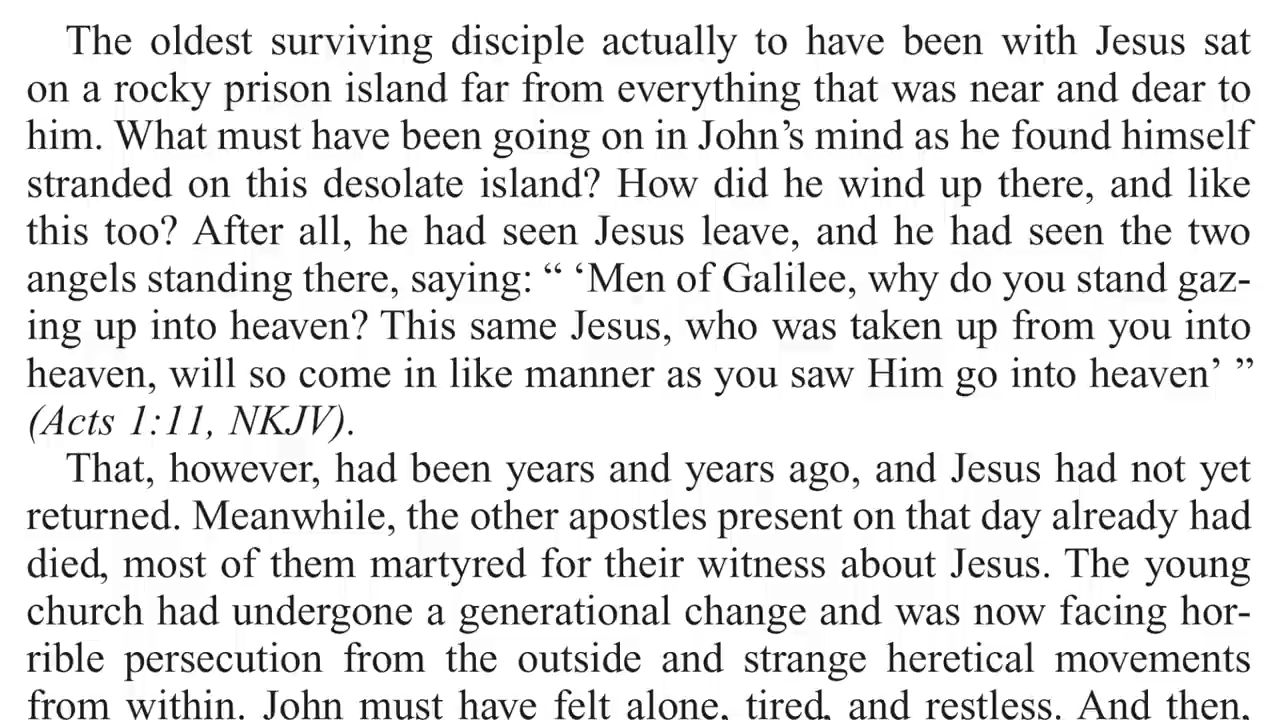 The oldest surviving disciple actually to have been with Jesus sat
on a rocky prison island far from everything that was near and dear to
him. What must have been going on in John’s mind as he found himself
stranded on this desolate island? How did he wind up there, and like
this too? After all, he had seen Jesus leave, and he had seen the two
angels standing there, saying: “ ‘Men of Galilee, why do you stand gaz-
ing up into heaven? This same Jesus, who was taken up from you into
heaven, will so come in like manner as you saw Him go into heaven’ ”
(Acts 1:11, NKJV).
That, however, had been years and years ago, and Jesus had not yet
returned. Meanwhile, the other apostles present on that day already had
died, most of them martyred for their witness about Jesus. The young
church had undergone a generational change and was now facing hor-
rible persecution from the outside and strange heretical movements
from within. John must have felt alone, tired, and restless. And then,